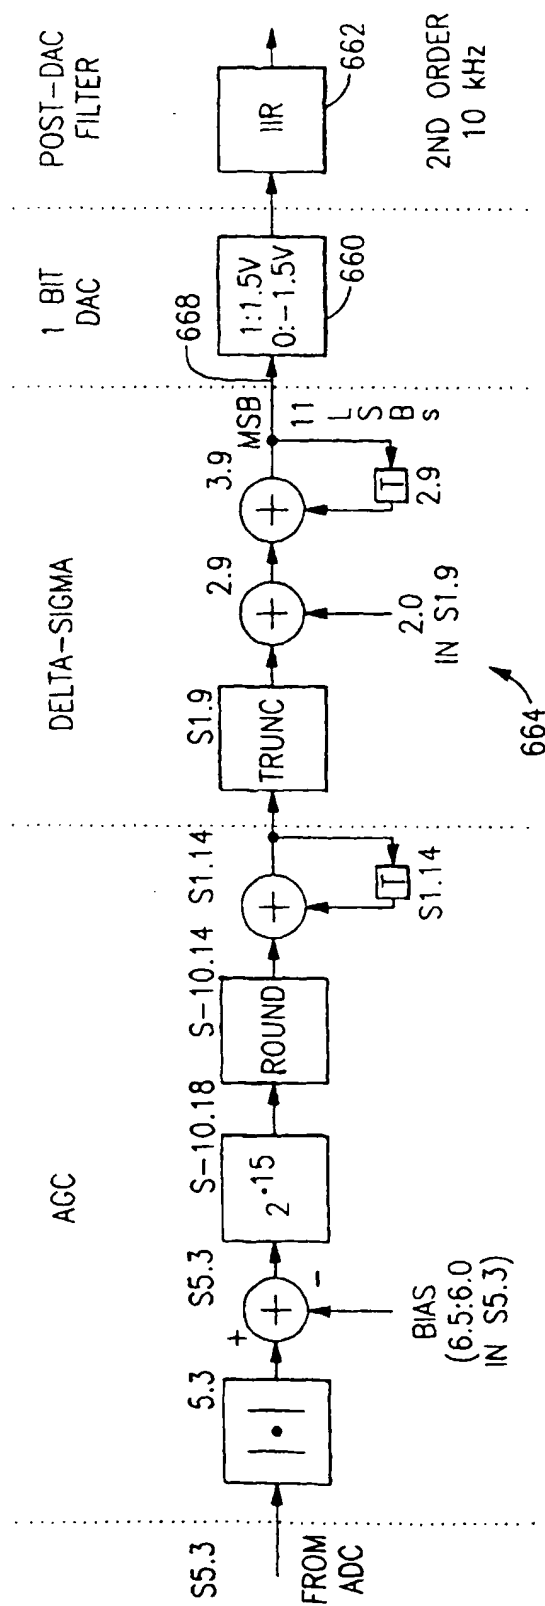 AGC
DELTA-SIGMA
1 BIT
DAC
POST-DAC
FILTER
S5.3
FROM
ADC
5.3
|•|
+
-
S5.3
BIAS
(6.5:6.0
IN S5.3)
S-10.18
2•15
S-10.14
ROUND
S1.14
+
T
S1.14
S1.9
TRUNC
2.9
+
2.0
IN S1.9
3.9
+
MSB
11
L
S
B
s
T
2.9
664
668
1:1.5V
0:-1.5V
660
IIR
662
2ND ORDER
10 kHz